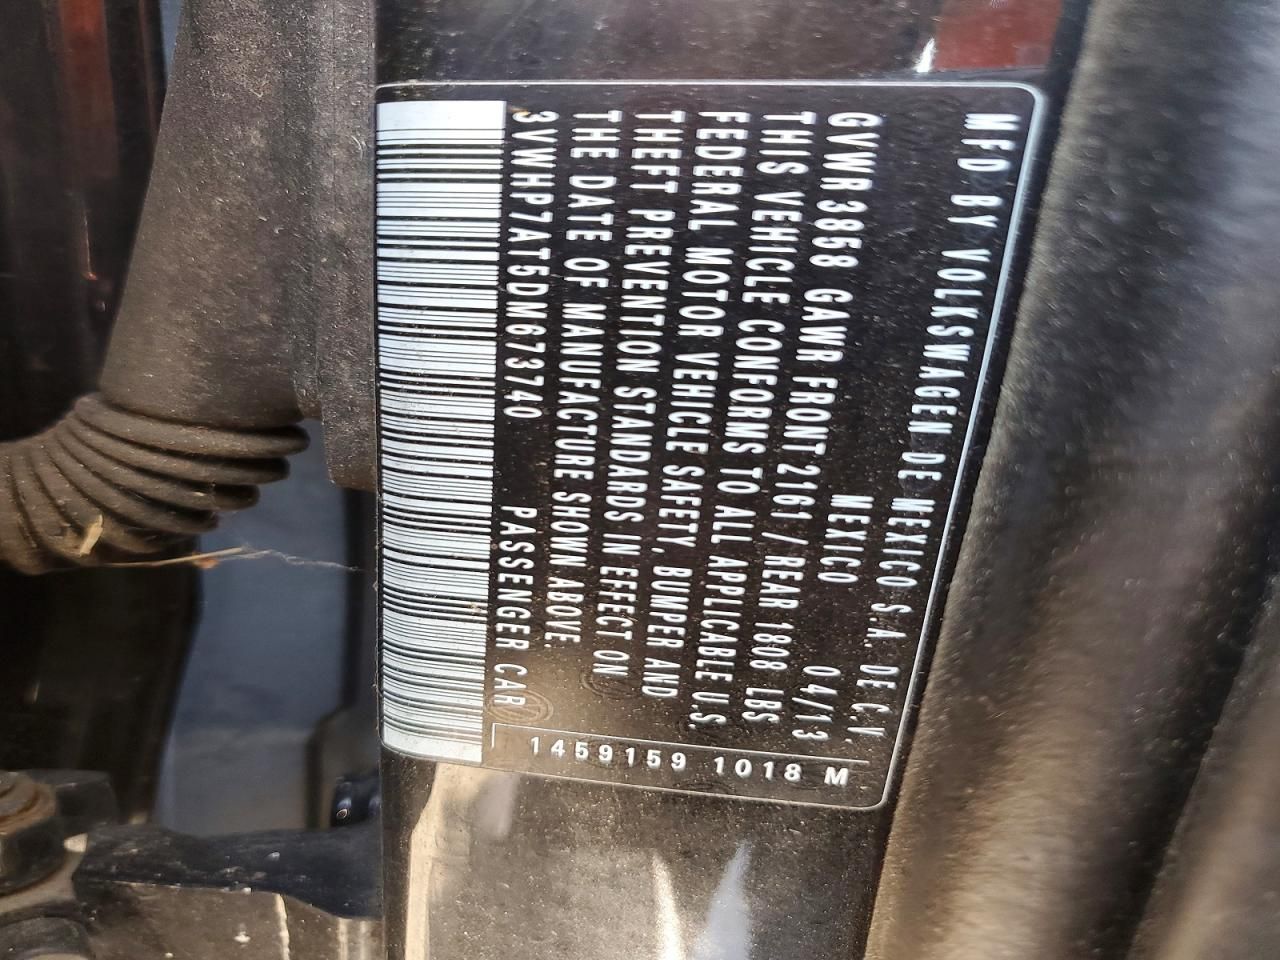 MFD BY VOLKSWAGEN DE MEXICO S.A. DE C.V.
MEXICO 04/13
GVWR 3858 GAWR FRONT 2161 / REAR 1808 LBS
THIS VEHICLE CONFORMS TO ALL APPLICABLE U.S.
FEDERAL MOTOR VEHICLE SAFETY, BUMPER AND
THEFT PREVENTION STANDARDS IN EFFECT ON
THE DATE OF MANUFACTURE SHOWN ABOVE.
3VWHP7AT5DM673740 PASSENGER CAR
1459159 1018 M